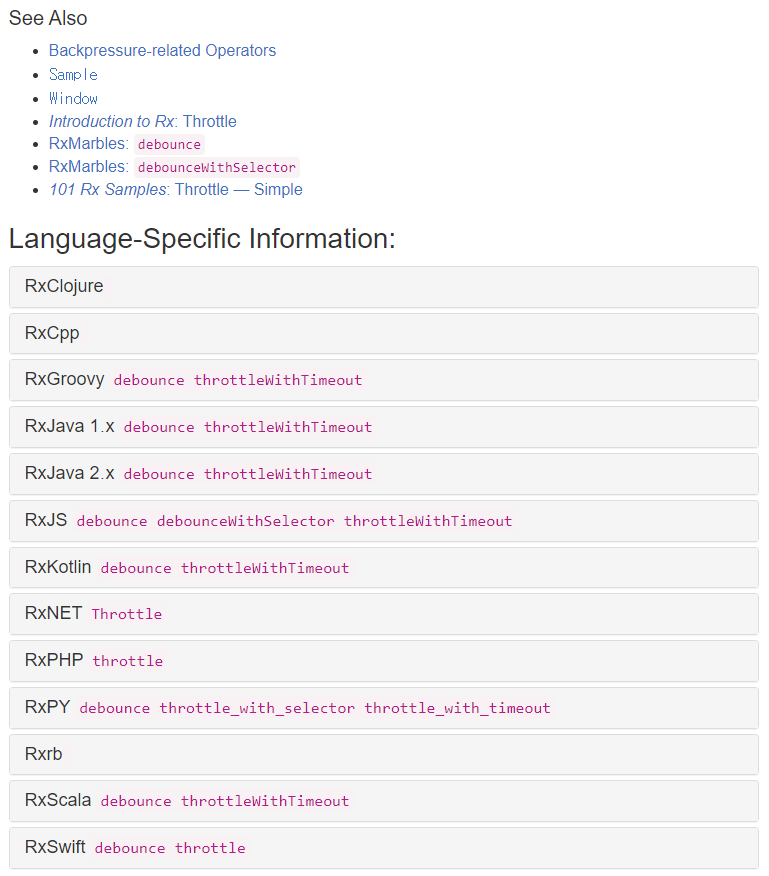 See Also
Backpressure-related Operators
Sample
Window
Introduction to Rx: Throttle
RxMarbles: debounce
RxMarbles: debounceWithSelector
101 Rx Samples: Throttle — Simple
Language-Specific Information:
RxClojure
RxCpp
RxGroovy debounce throttleWithTimeout
RxJava 1.x debounce throttleWithTimeout
RxJava 2.x debounce throttleWithTimeout
RxJS debounce debounceWithSelector throttleWithTimeout
RxKotlin debounce throttleWithTimeout
RxNET Throttle
RxPHP throttle
RxPY debounce throttle_with_selector throttle_with_timeout
Rxrb
RxScala debounce throttleWithTimeout
RxSwift debounce throttle